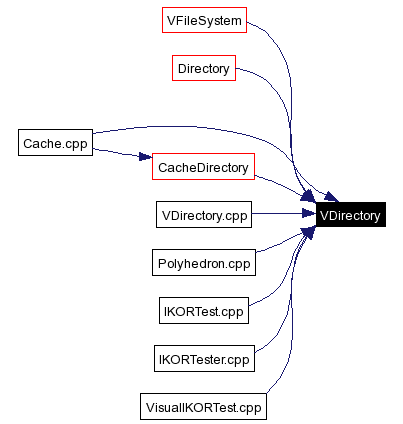 VFileSystem
Directory
Cache.cpp
CacheDirectory
VDirectory
VDirectory.cpp
Polyhedron.cpp
IKORTest.cpp
IKORTester.cpp
VisualIKORTest.cpp